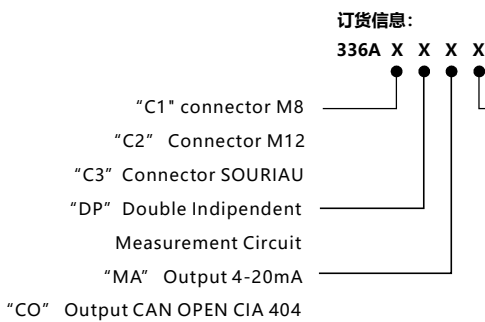 订货信息：
336A X X X X
“C1" connector M8
“C2” Connector M12
“C3” Connector SOURIAU
“DP” Double Indipendent
Measurement Circuit
“MA” Output 4-20mA
“CO” Output CAN OPEN CIA 404